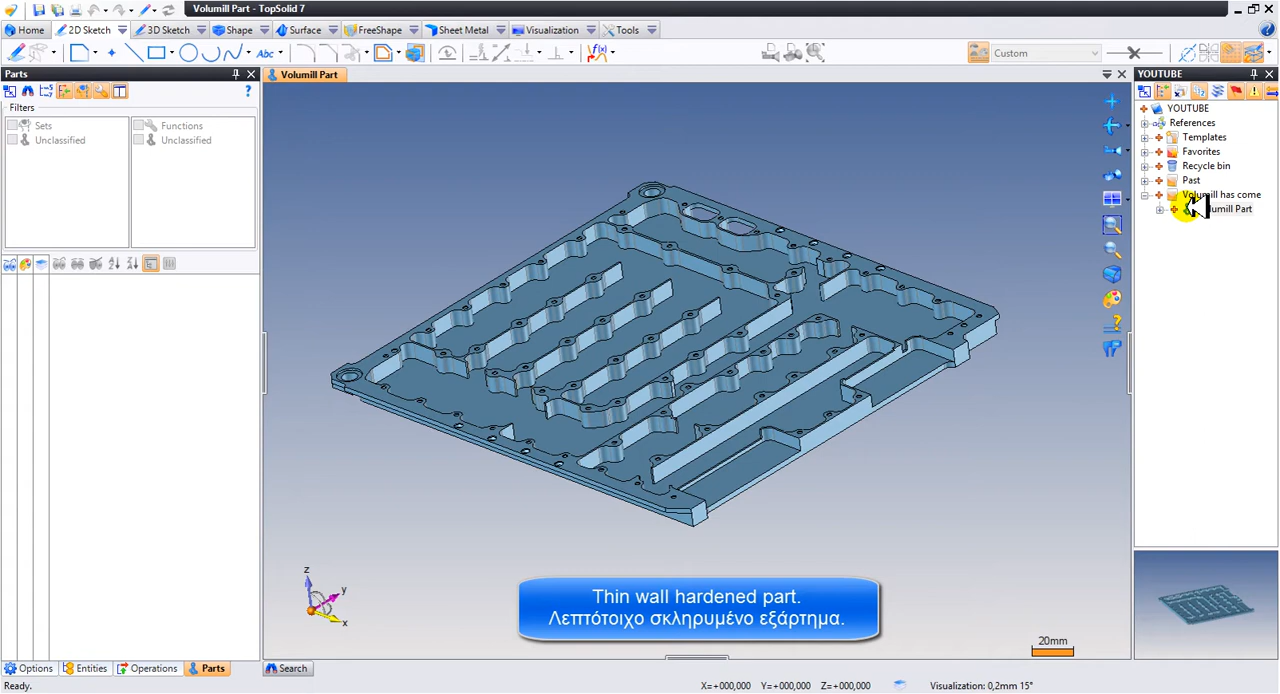 Volumill Part - TopSolid 7
Home 2D Sketch 3D Sketch Shape Surface FreeShape Sheet Metal Visualization Tools
Abc f(x) Custom
Parts Volumill Part YOUTUBE
Filters
Sets Functions
Unclassified Unclassified
YOUTUBE
References
Templates
Favorites
Recycle bin
Past
Volumill has come
lumill Part
z
y
x
Thin wall hardened part.
Λεπτότοιχο σκληρυμένο εξάρτημα.
20mm
Options Entities Operations Parts Search
Ready. X=+000,000 Y=+000,000 Z=+000,000 Visualization: 0,2mm 15°